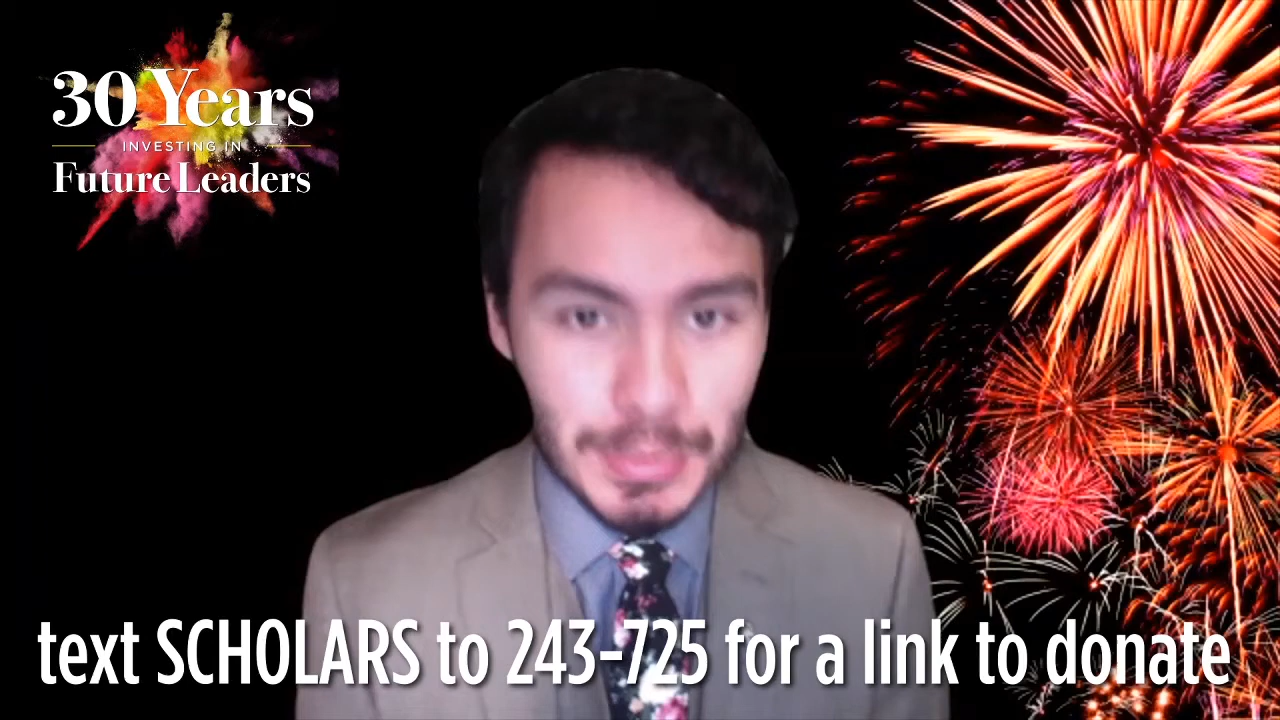 30 Years
INVESTING IN
Future Leaders
text SCHOLARS to 243-725 for a link to donate